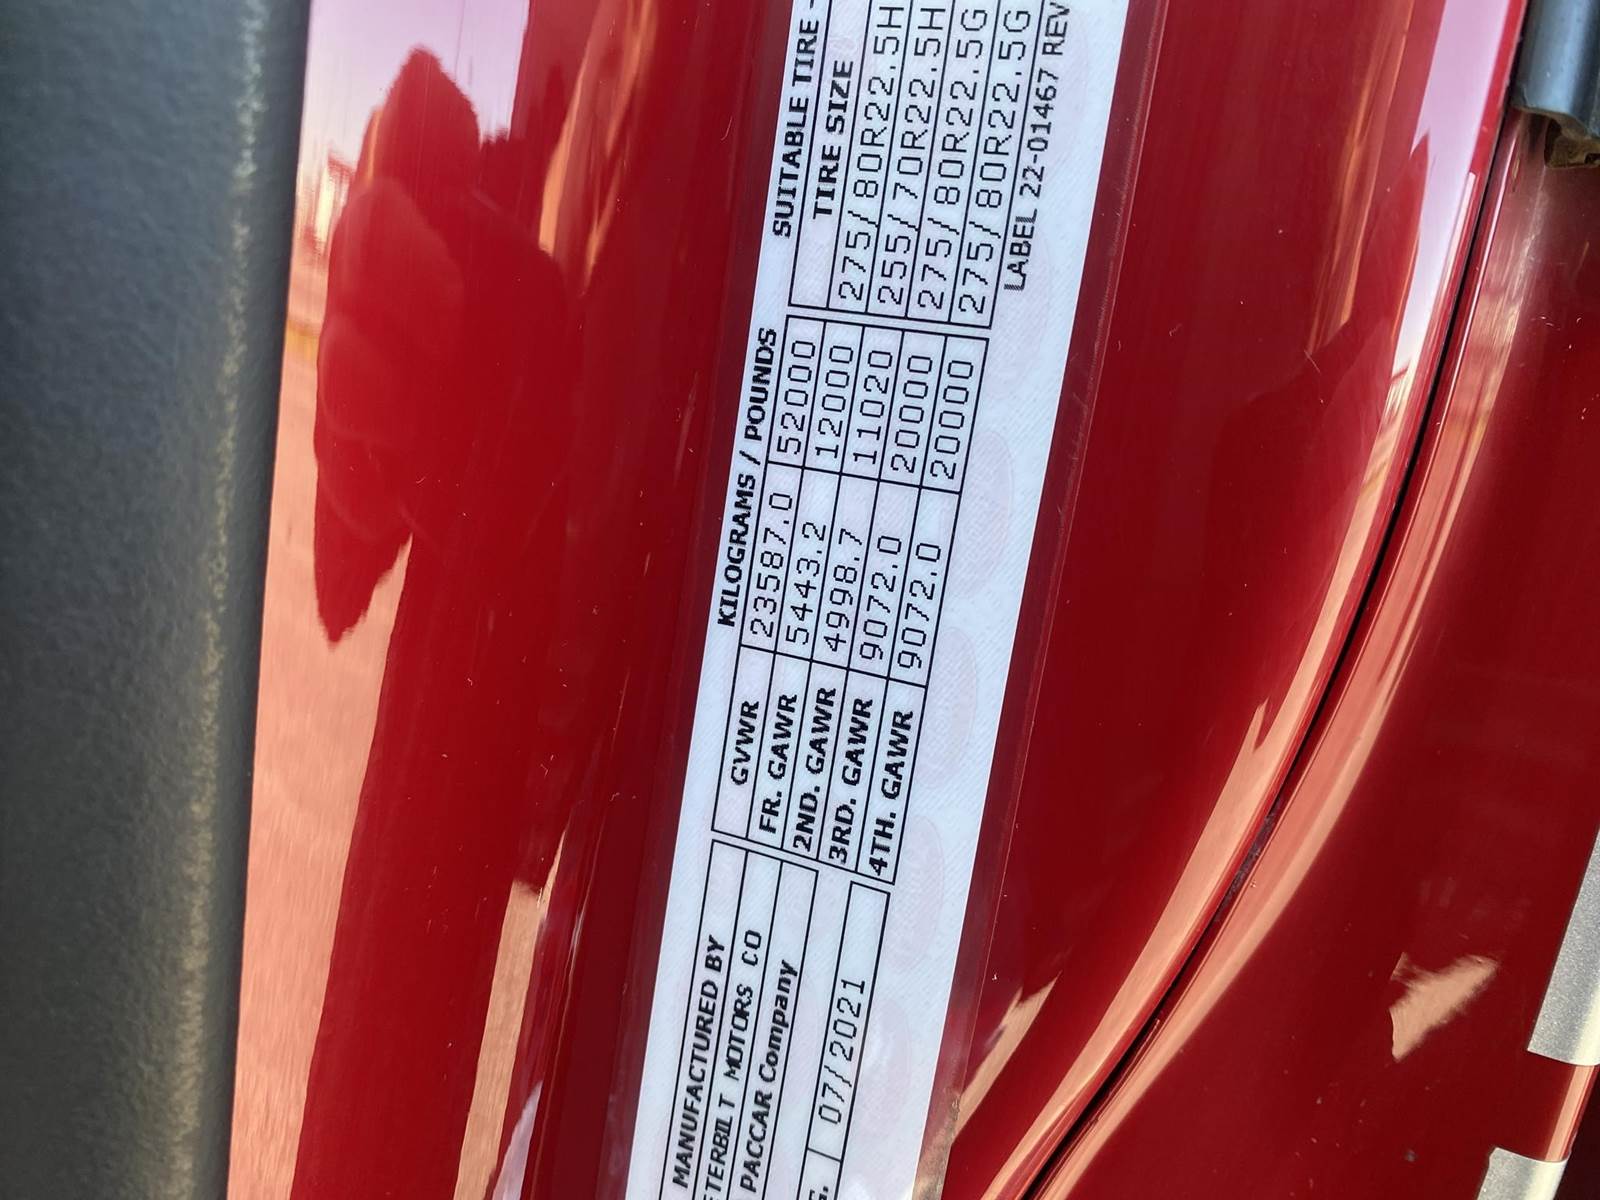 MANUFACTURED BY
ETERBILT MOTORS CO
PACCAR Company
07/2021
KILOGRAMS / POUNDS
GVWR 23587.0 52000
FR. GAWR 5443.2 12000
2ND. GAWR 4998.7 11020
3RD. GAWR 9072.0 20000
4TH. GAWR 9072.0 20000
SUITABLE TIRE -
TIRE SIZE
275/80R22.5H
255/70R22.5H
275/80R22.5G
275/80R22.5G
LABEL 22-01467 REV